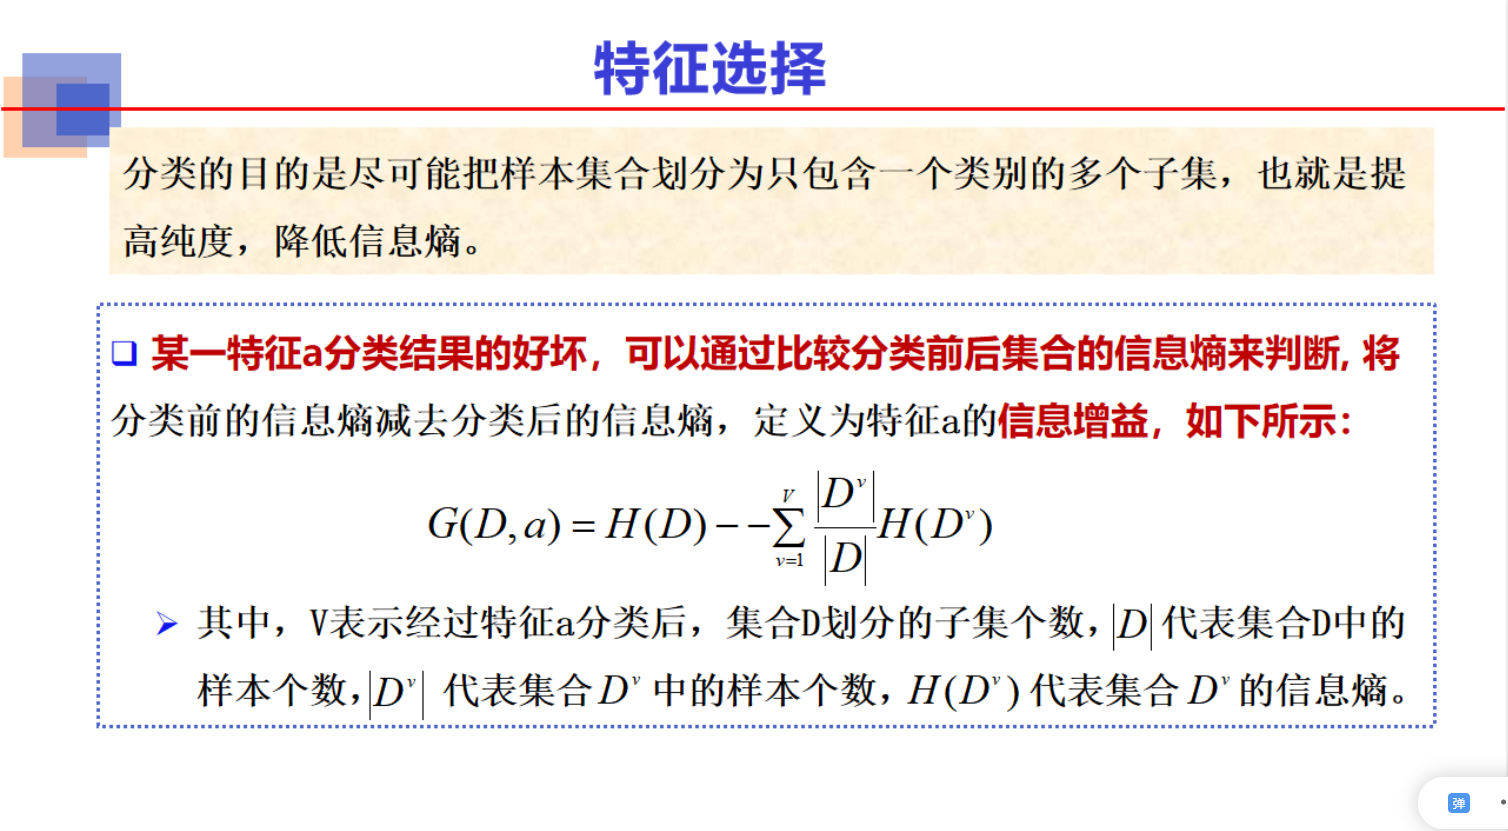 特征选择
分类的目的是尽可能把样本集合划分为只包含一个类别的多个子集，也就是提
高纯度，降低信息熵。
❑ 某一特征a分类结果的好坏，可以通过比较分类前后集合的信息熵来判断, 将
分类前的信息熵减去分类后的信息熵，定义为特征a的信息增益，如下所示：
G(D,a) = H(D) − − ∑_{v=1}^{V} |D^v|/|D| H(D^v)
➢ 其中，V表示经过特征a分类后，集合D划分的子集个数，|D| 代表集合D中的
样本个数，|D^v| 代表集合 D^v 中的样本个数，H(D^v) 代表集合 D^v 的信息熵。
弹